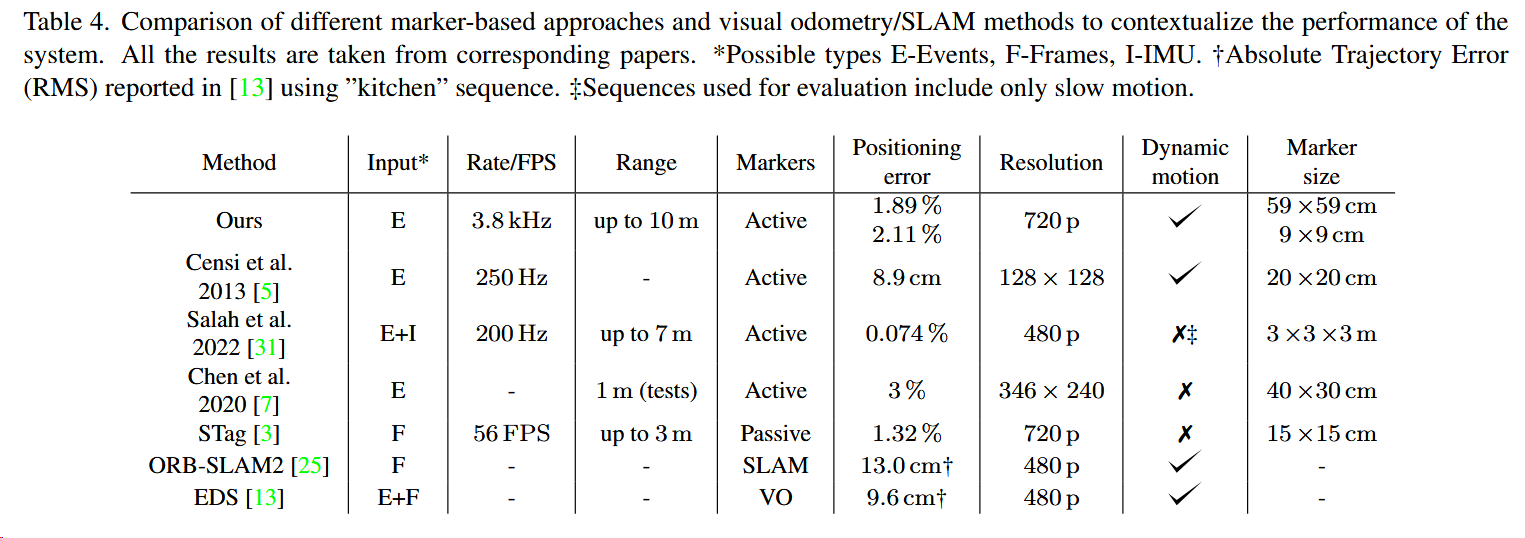 Table 4. Comparison of different marker-based approaches and visual odometry/SLAM methods to contextualize the performance of the
system. All the results are taken from corresponding papers. *Possible types E-Events, F-Frames, I-IMU. †Absolute Trajectory Error
(RMS) reported in [13] using ”kitchen” sequence. ‡Sequences used for evaluation include only slow motion.
Method Input* Rate/FPS Range Markers Positioning error Resolution Dynamic motion Marker size
Ours E 3.8 kHz up to 10 m Active 1.89 % 2.11 % 720 p ✓ 59 ×59 cm 9 ×9 cm
Censi et al. 2013 [5] E 250 Hz - Active 8.9 cm 128 × 128 ✓ 20 ×20 cm
Salah et al. 2022 [31] E+I 200 Hz up to 7 m Active 0.074 % 480 p ✗‡ 3 ×3 ×3 m
Chen et al. 2020 [7] E - 1 m (tests) Active 3 % 346 × 240 ✗ 40 ×30 cm
STag [3] F 56 FPS up to 3 m Passive 1.32 % 720 p ✗ 15 ×15 cm
ORB-SLAM2 [25] F - - SLAM 13.0 cm† 480 p ✓ -
EDS [13] E+F - - VO 9.6 cm† 480 p ✓ -